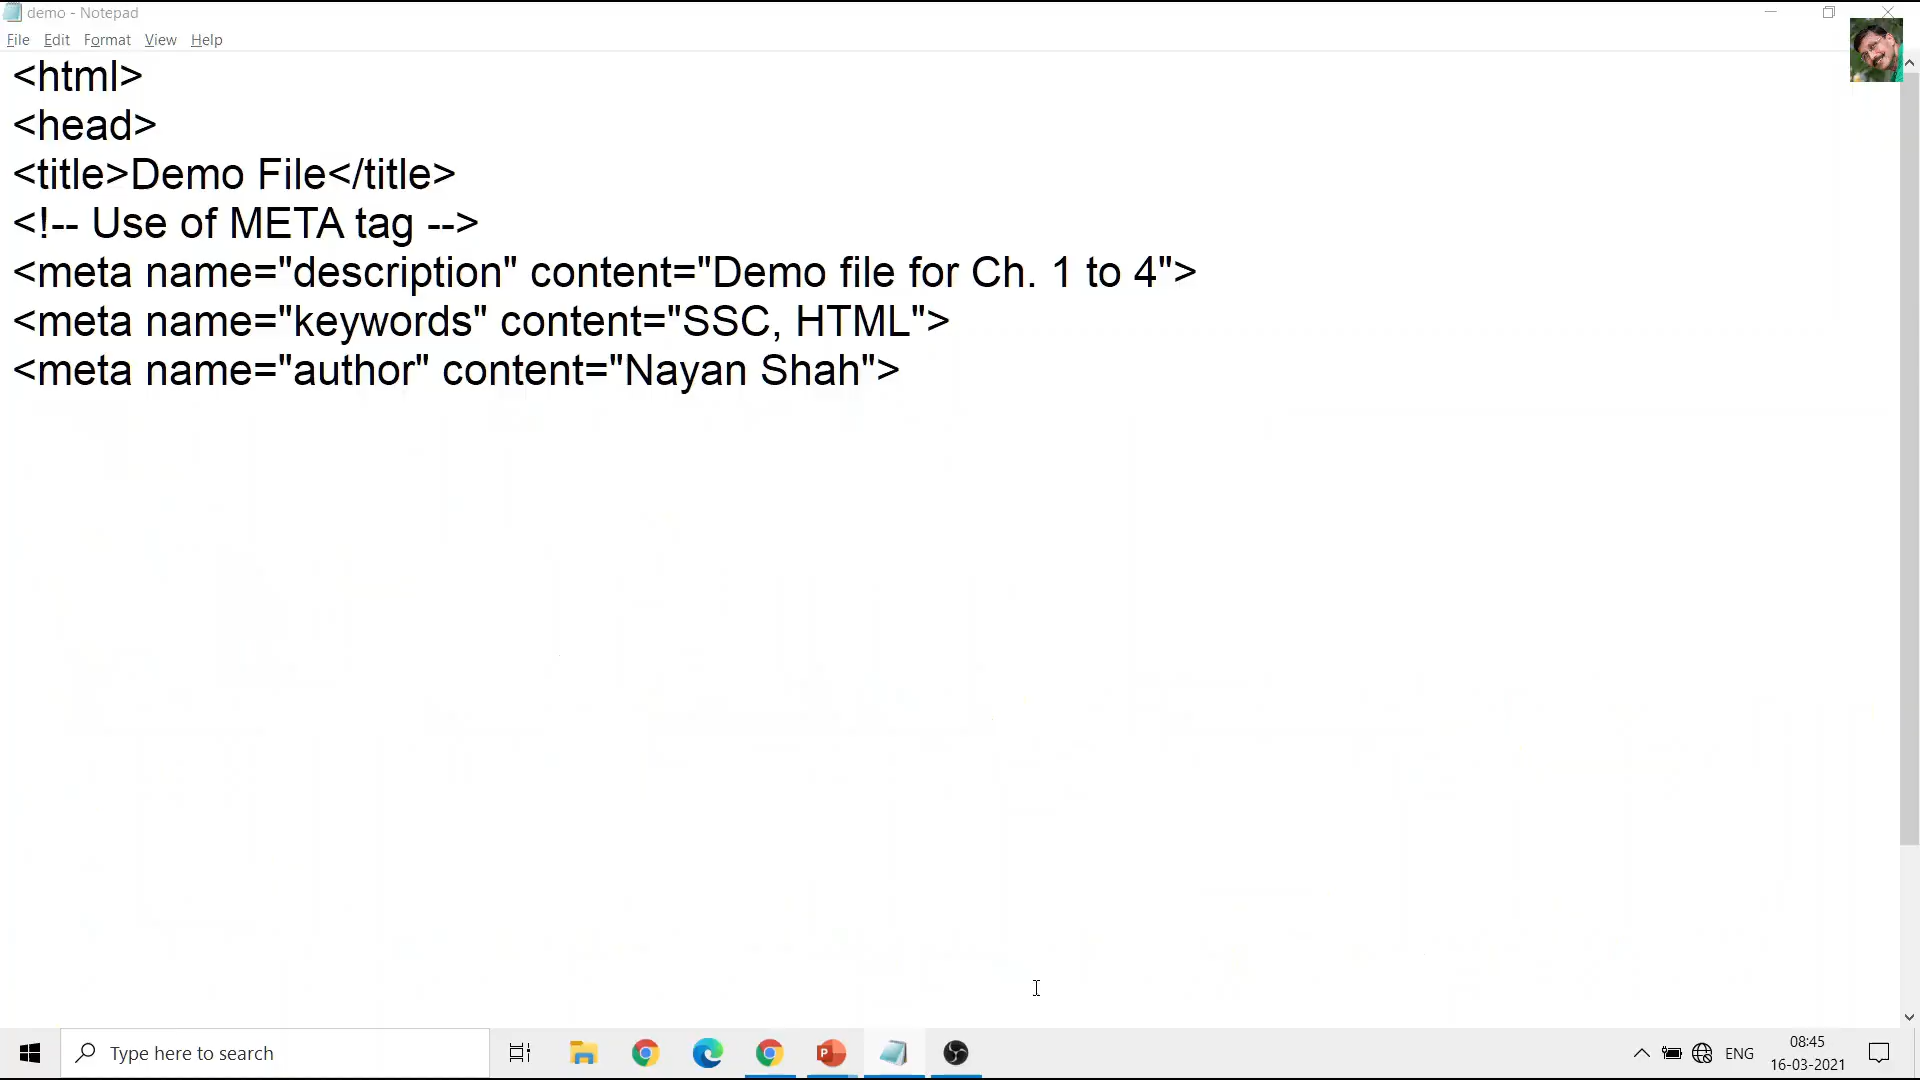 demo - Notepad
File Edit Format View Help
<html>
<head>
<title>Demo File</title>
<!-- Use of META tag -->
<meta name="description" content="Demo file for Ch. 1 to 4">
<meta name="keywords" content="SSC, HTML">
<meta name="author" content="Nayan Shah">
Type here to search
ENG
08:45
16-03-2021